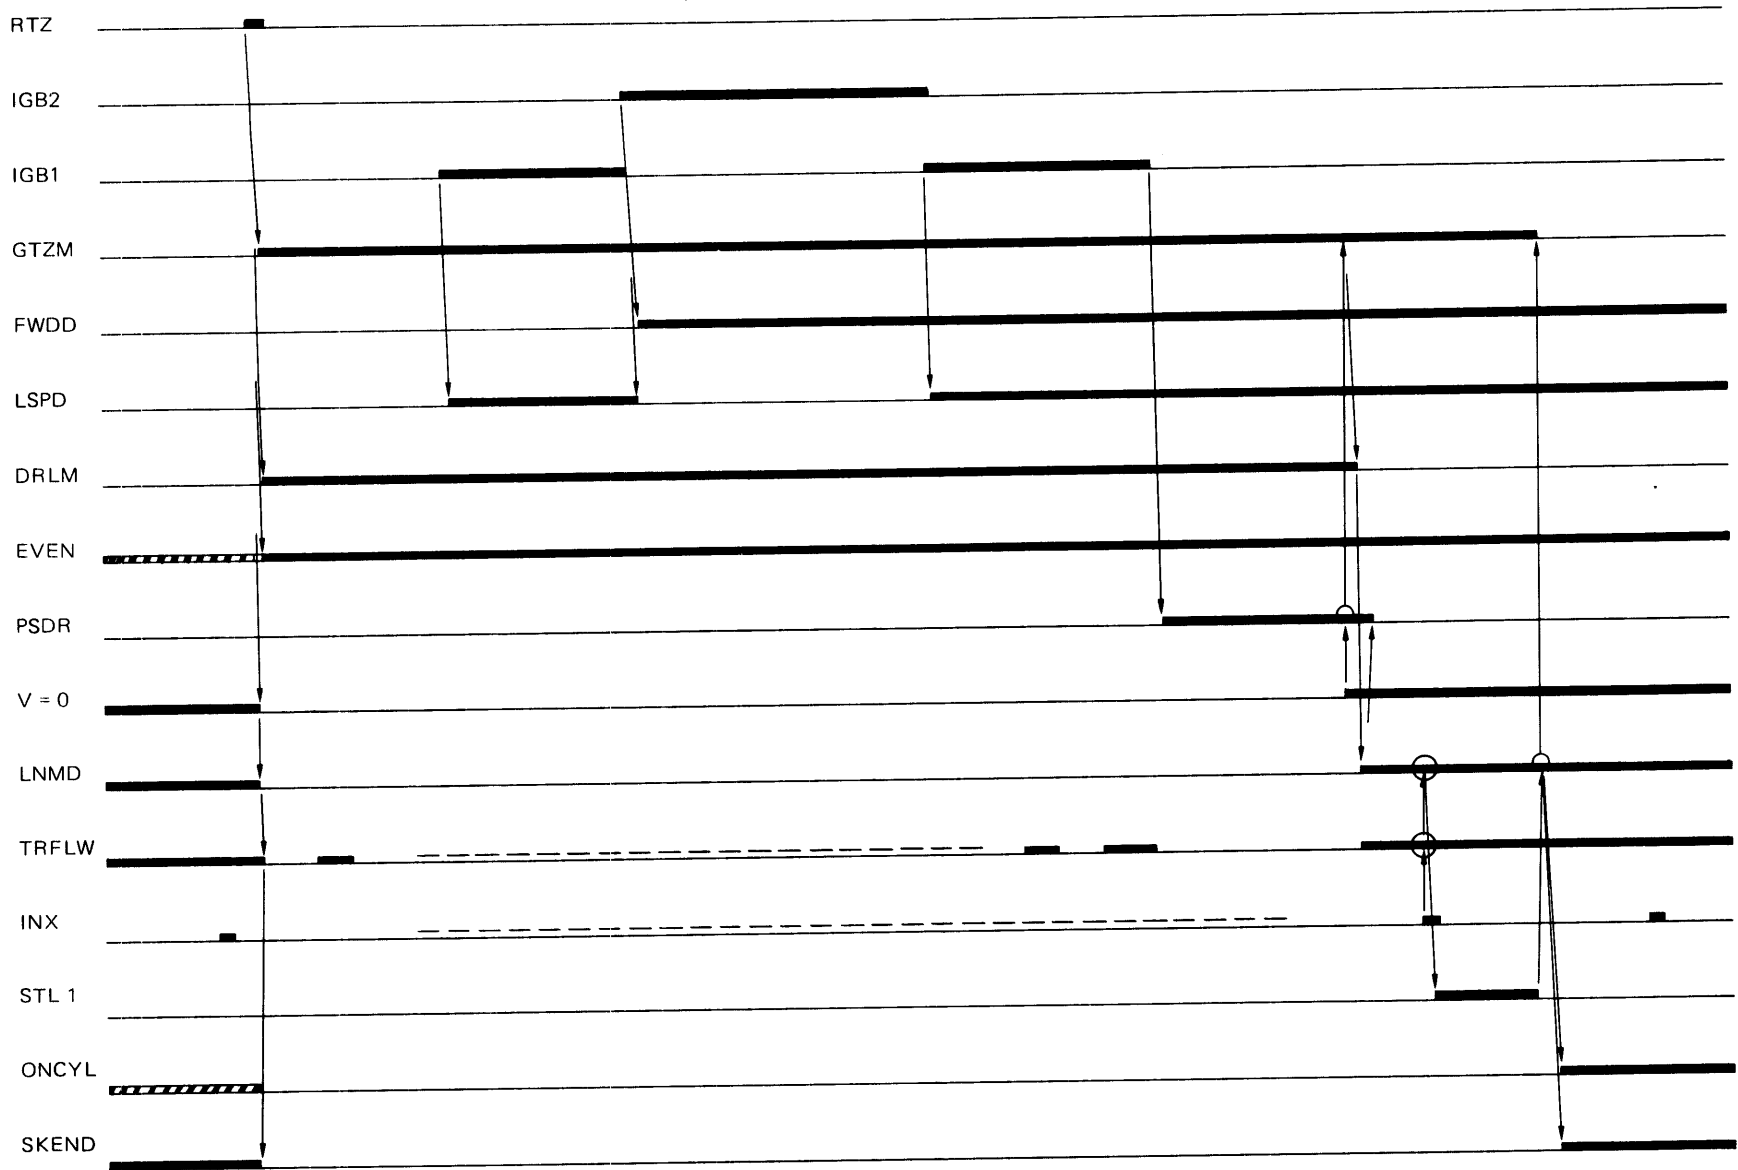 RTZ
IGB2
IGB1
GTZM
FWDD
LSPD
DRLM
EVEN
PSDR
V = 0
LNMD
TRFLW
INX
STL 1
ONCYL
SKEND